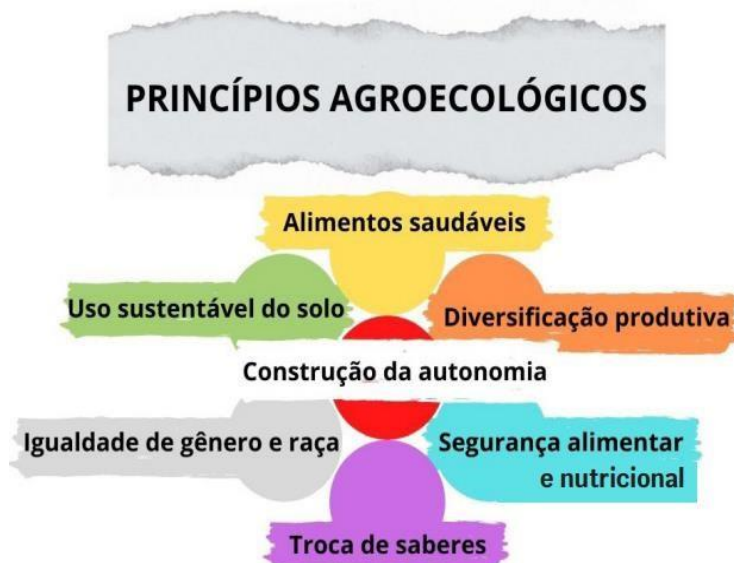 PRINCÍPIOS AGROECOLÓGICOS
Alimentos saudáveis
Uso sustentável do solo
Diversificação produtiva
Construção da autonomia
Igualdade de gênero e raça
Segurança alimentar
e nutricional
Troca de saberes